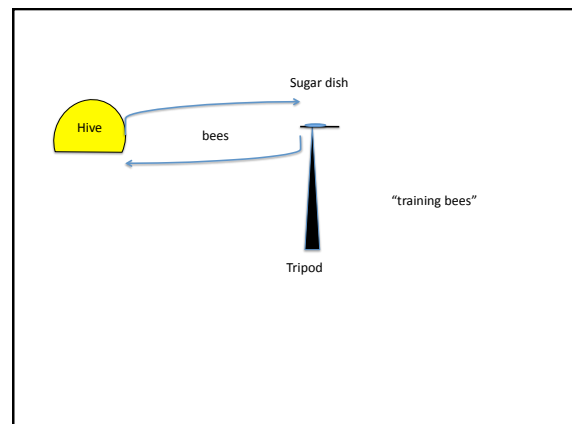 Sugar dish
Hive
bees
“training bees”
Tripod